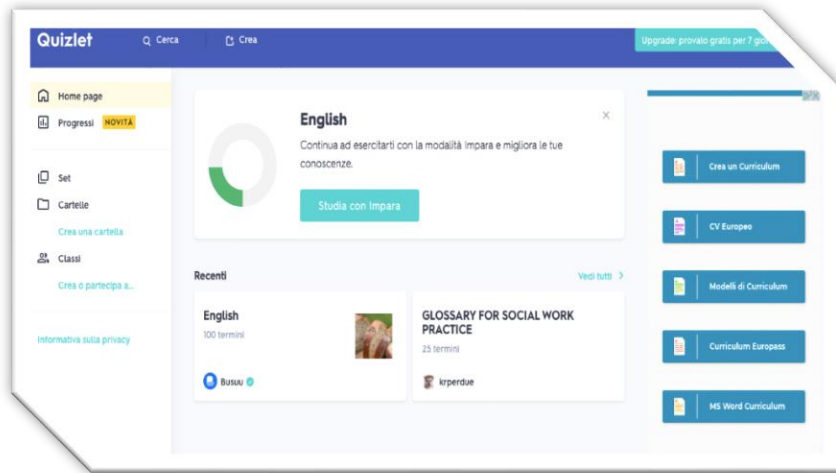 Quizlet
Cerca
Crea
Upgrade: provalo gratis per 7
Home page
Progressi NOVITÀ
Set
Cartelle
Crea una cartella
Classi
Crea o partecipa a...
Informativa sulla privacy
English
Continua ad esercitarti con la modalità Impara e migliora le tue
conoscenze.
Studia con Impara
Recenti
Vedi tutti
English
100 termini
Busuu
GLOSSARY FOR SOCIAL WORK
PRACTICE
25 termini
krperdue
Crea un Curriculum
CV Europeo
Modelli di Curriculum
Curriculum Europass
MS Word Curriculum